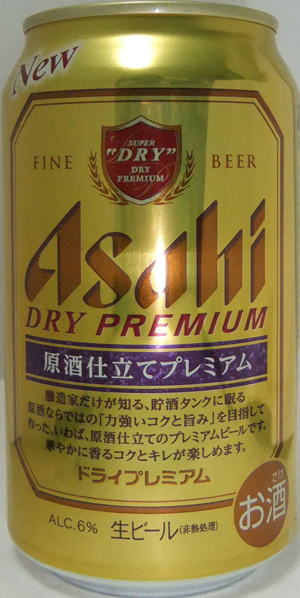 New
SUPER
"DRY"
DRY
PREMIUM
FINE BEER
Asahi
DRY PREMIUM
原酒仕立てプレミアム
醸造家だけが知る、貯酒タンクに眠る
原酒ならではの「力強いコクと旨み」を目指して
作った、いわば、原酒仕立てのプレミアムビールです。
華やかに香るコクとキレが楽しめます。
ドライプレミアム
ALC.6% 生ビール(非熱処理)
さけ
お酒